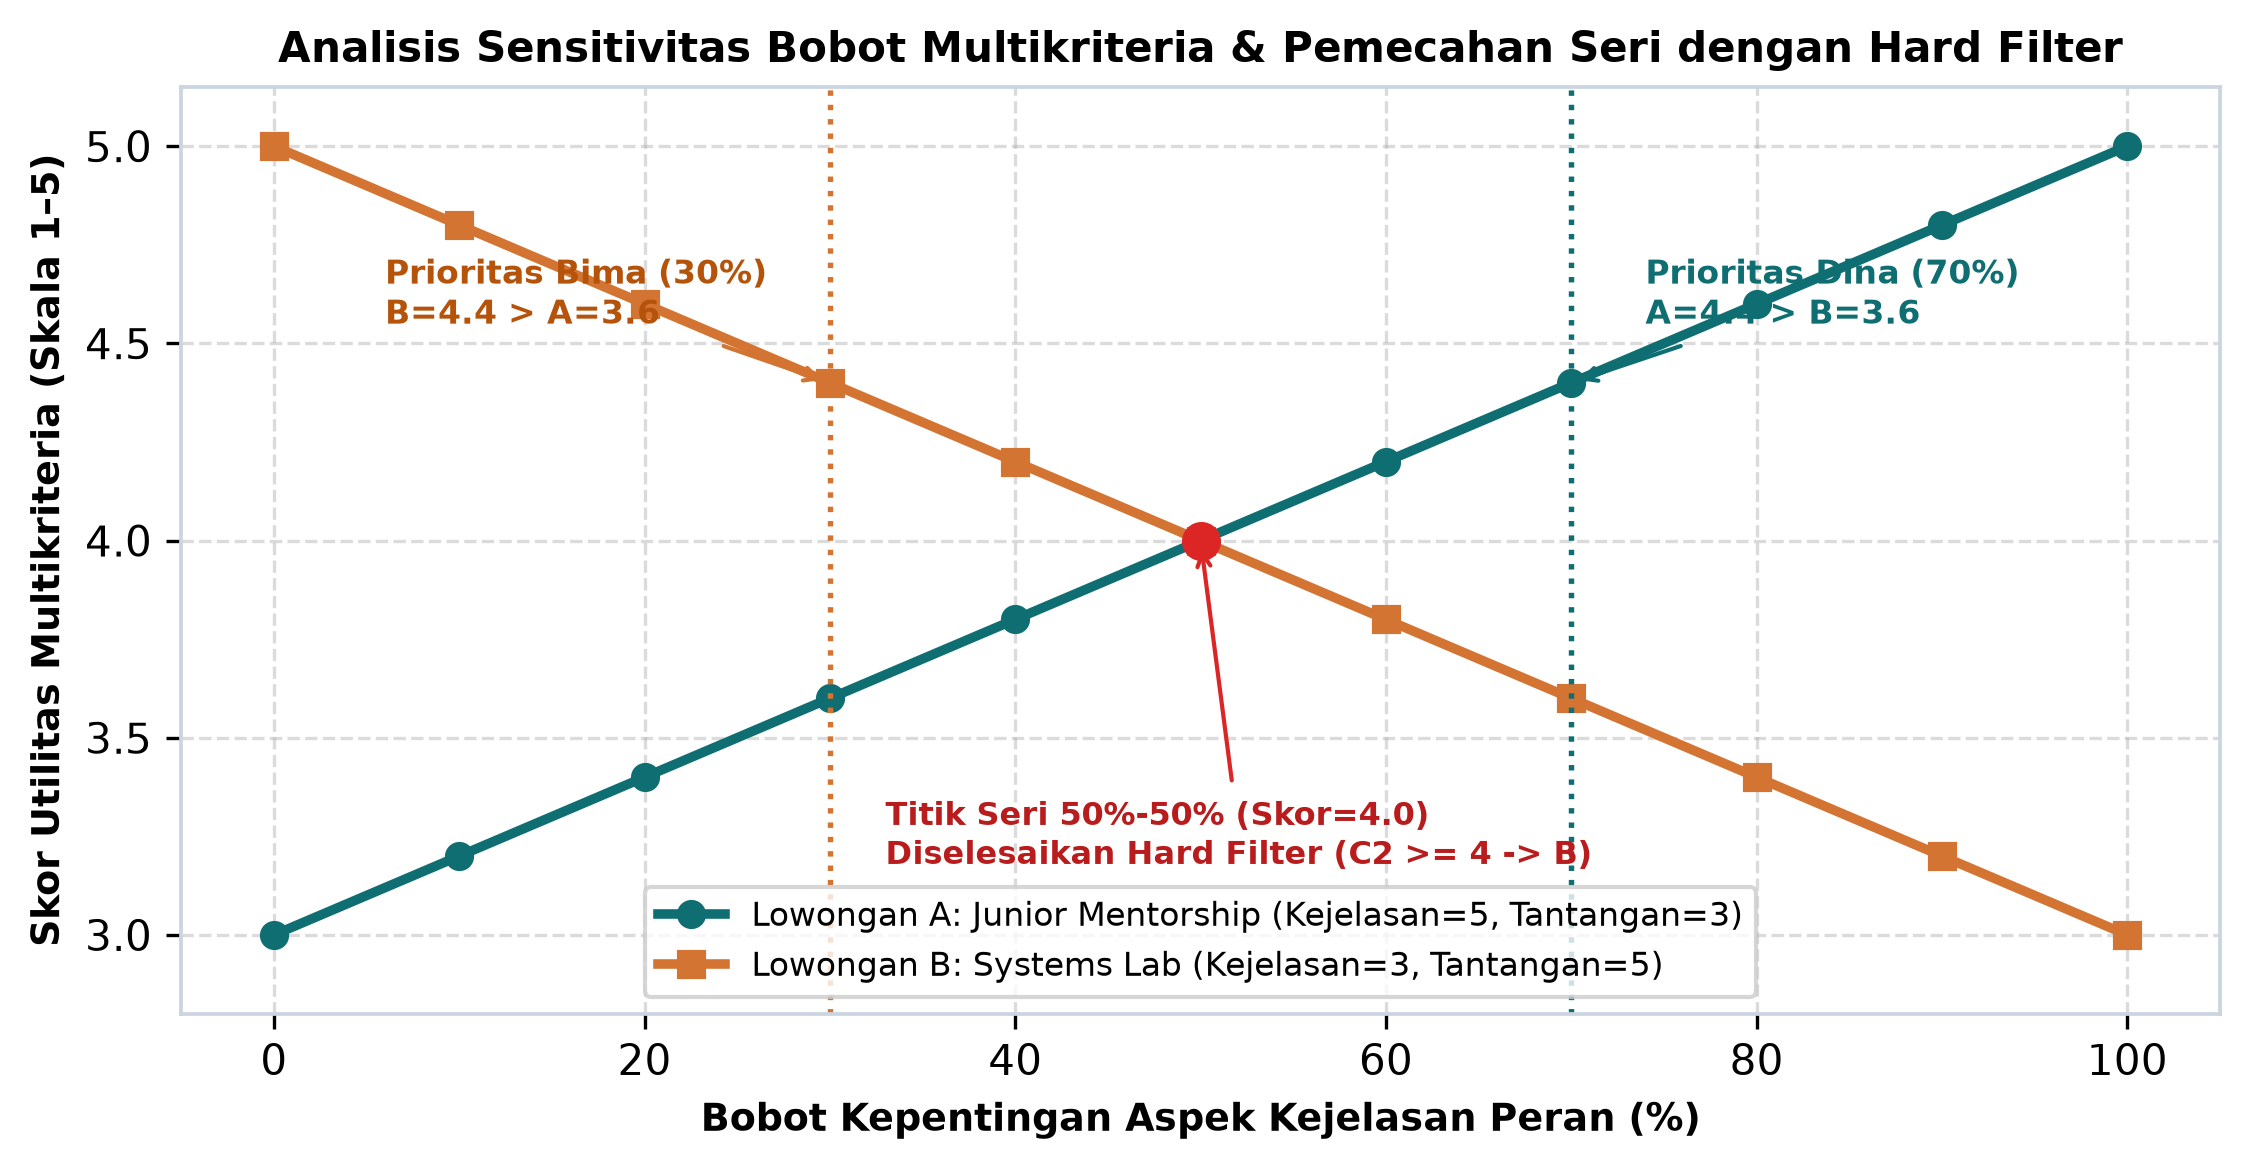 Analisis Sensitivitas Bobot Multikriteria & Pemecahan Seri dengan Hard Filter
Skor Utilitas Multikriteria (Skala 1–5)
5.0
4.5
4.0
3.5
3.0
Prioritas Bima (30%)
B=4.4 > A=3.6
Prioritas Dina (70%)
A=4.4 > B=3.6
Titik Seri 50%-50% (Skor=4.0)
Diselesaikan Hard Filter (C2 >= 4 -> B)
Lowongan A: Junior Mentorship (Kejelasan=5, Tantangan=3)
Lowongan B: Systems Lab (Kejelasan=3, Tantangan=5)
0 20 40 60 80 100
Bobot Kepentingan Aspek Kejelasan Peran (%)